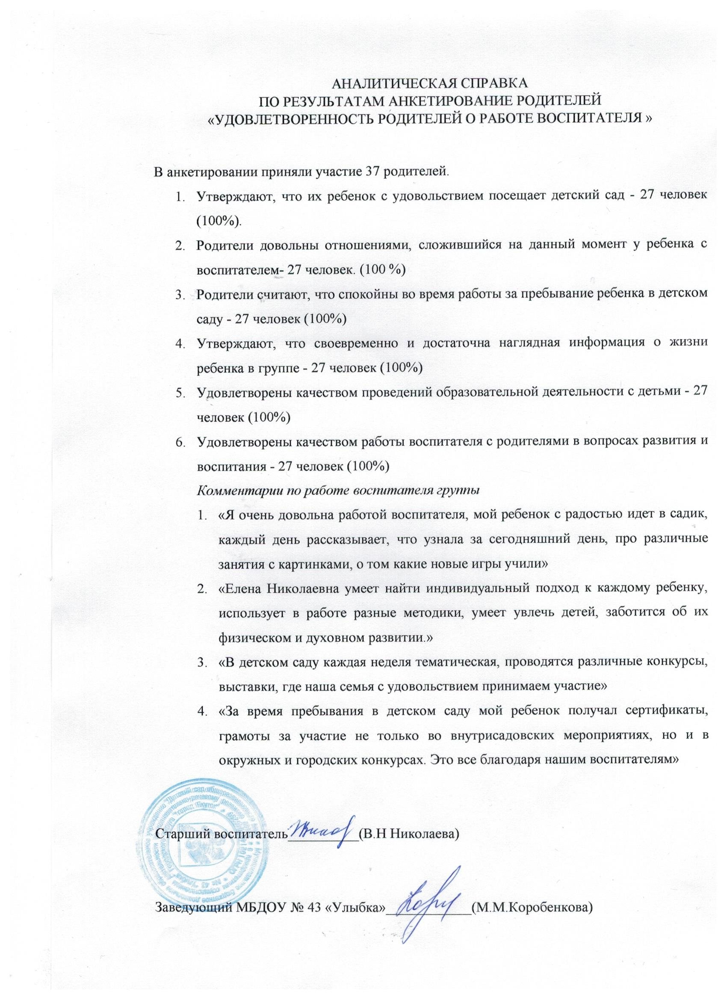 АНАЛИТИЧЕСКАЯ СПРАВКА
ПО РЕЗУЛЬТАТАМ АНКЕТИРОВАНИЕ РОДИТЕЛЕЙ
«УДОВЛЕТВОРЕННОСТЬ РОДИТЕЛЕЙ О РАБОТЕ ВОСПИТАТЕЛЯ »
В анкетировании приняли участие 37 родителей.
1. Утверждают, что их ребенок с удовольствием посещает детский сад - 27 человек
(100%).
2. Родители довольны отношениями, сложившийся на данный момент у ребенка с
воспитателем- 27 человек. (100 %)
3. Родители считают, что спокойны во время работы за пребывание ребенка в детском
саду - 27 человек (100%)
4. Утверждают, что своевременно и достаточна наглядная информация о жизни
ребенка в группе - 27 человек (100%)
5. Удовлетворены качеством проведений образовательной деятельности с детьми - 27
человек (100%)
6. Удовлетворены качеством работы воспитателя с родителями в вопросах развития и
воспитания - 27 человек (100%)
Комментарии по работе воспитателя группы
1. «Я очень довольна работой воспитателя, мой ребенок с радостью идет в садик,
каждый день рассказывает, что узнала за сегодняшний день, про различные
занятия с картинками, о том какие новые игры учили»
2. «Елена Николаевна умеет найти индивидуальный подход к каждому ребенку,
использует в работе разные методики, умеет увлечь детей, заботится об их
физическом и духовном развитии.»
3. «В детском саду каждая неделя тематическая, проводятся различные конкурсы,
выставки, где наша семья с удовольствием принимаем участие»
4. «За время пребывания в детском саду мой ребенок получал сертификаты,
грамоты за участие не только во внутрисадовских мероприятиях, но и в
окружных и городских конкурсах. Это все благодаря нашим воспитателям»
Старший воспитатель__________(В.Н Николаева)
Заведующий МБДОУ № 43 «Улыбка»____________(М.М.Коробенкова)